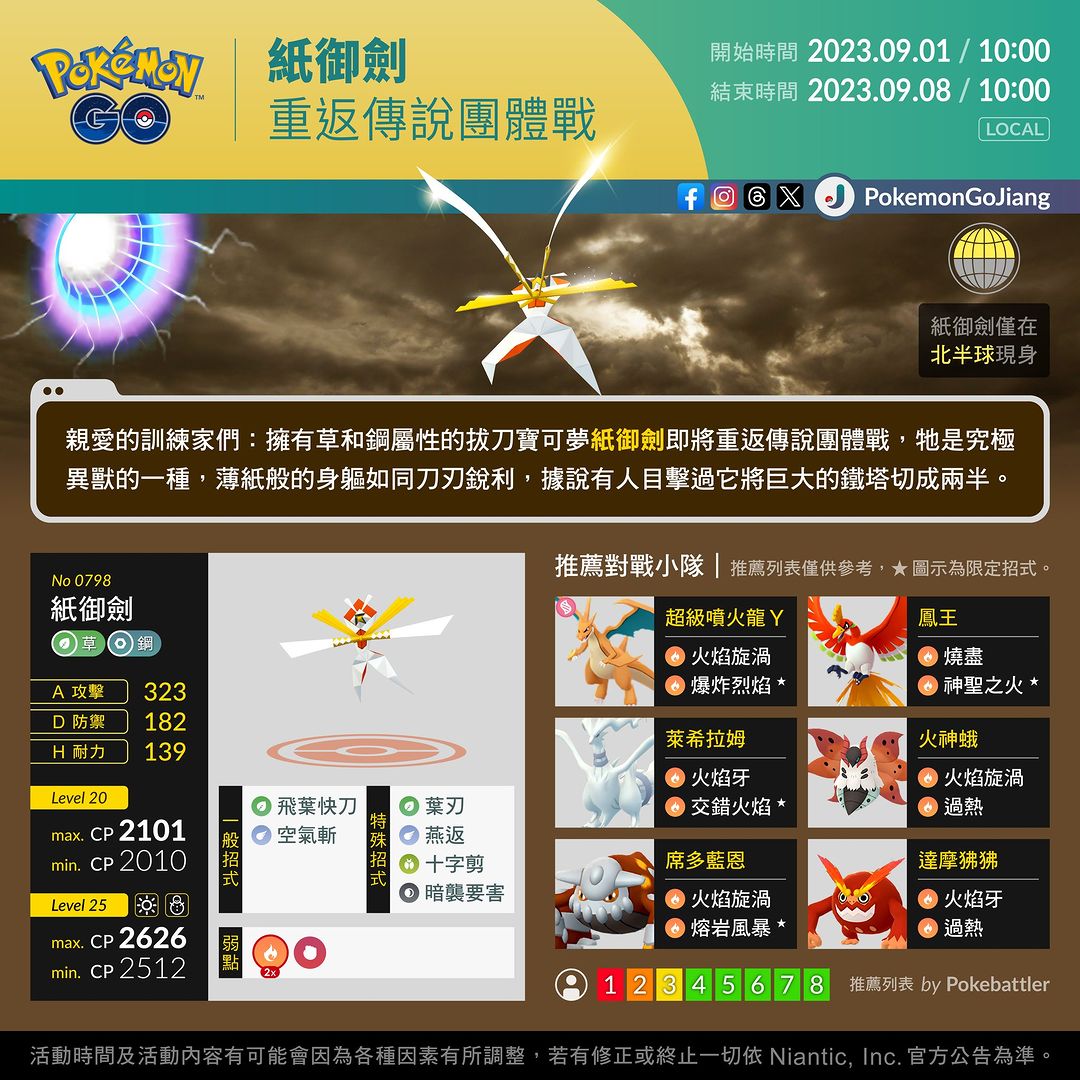 POKÉMON GO™
紙御劍
重返傳說團體戰
開始時間 2023.09.01 / 10:00
結束時間 2023.09.08 / 10:00
LOCAL
PokemonGoJiang
紙御劍僅在
北半球現身
親愛的訓練家們：擁有草和鋼屬性的拔刀寶可夢紙御劍即將重返傳說團體戰，牠是究極
異獸的一種，薄紙般的身軀如同刀刃銳利，據說有人目擊過它將巨大的鐵塔切成兩半。
No 0798
紙御劍
草 鋼
A 攻擊 323
D 防禦 182
H 耐力 139
Level 20
max. CP 2101
min. CP 2010
Level 25
max. CP 2626
min. CP 2512
一般招式
飛葉快刀
空氣斬
特殊招式
葉刃
燕返
十字剪
暗襲要害
弱點
2x
推薦對戰小隊 | 推薦列表僅供參考，★圖示為限定招式。
超級噴火龍Ｙ
火焰旋渦
爆炸烈焰★
鳳王
燒盡
神聖之火★
萊希拉姆
火焰牙
交錯火焰★
火神蛾
火焰旋渦
過熱
席多藍恩
火焰旋渦
熔岩風暴★
達摩狒狒
火焰牙
過熱
1 2 3 4 5 6 7 8
推薦列表 by Pokebattler
活動時間及活動內容有可能會因為各種因素有所調整，若有修正或終止一切依 Niantic, Inc. 官方公告為準。